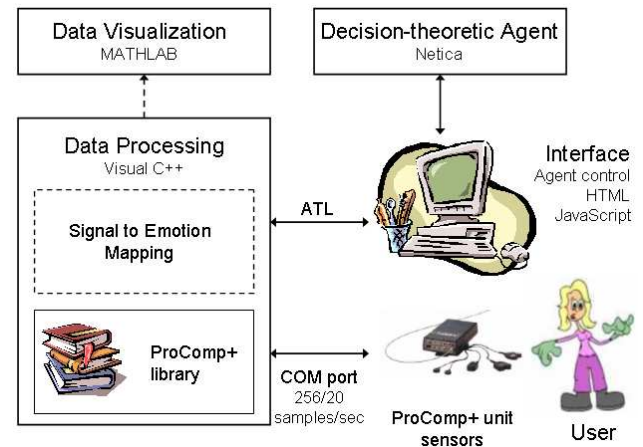 Data Visualization
MATHLAB
Decision-theoretic Agent
Netica
Data Processing
Visual C++
Signal to Emotion
Mapping
ATL
Interface
Agent control
HTML
JavaScript
ProComp+
library
COM port
256/20
samples/sec
ProComp+ unit
sensors
User